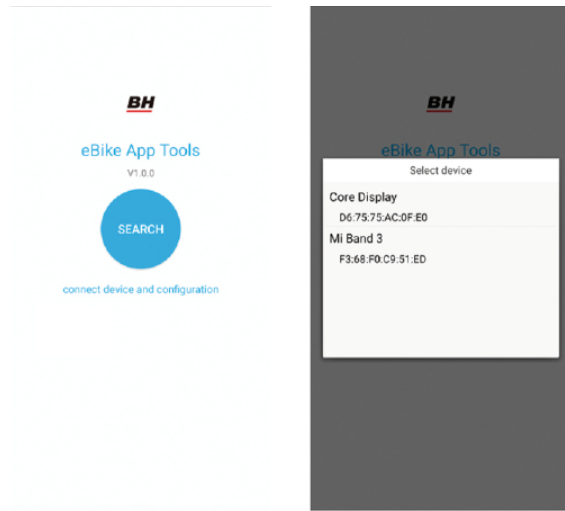 BH
eBike App Tools
V1.0.0
SEARCH
connect device and configuration
BH
eBike App Tools
Select device
Core Display
D6:75:75:AC:0F:E0
Mi Band 3
F3:68:F0:C9:51:ED